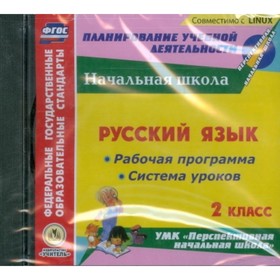 Совместимо с LINUX
ФГОС
ПЛАНИРОВАНИЕ УЧЕБНОЙ
ДЕЯТЕЛЬНОСТИ
Начальная школа
ФЕДЕРАЛЬНЫЕ ГОСУДАРСТВЕННЫЕ
ОБРАЗОВАТЕЛЬНЫЕ СТАНДАРТЫ
РУССКИЙ ЯЗЫК
• Рабочая программа
• Система уроков
2 КЛАСС
УМК "Перспективная
начальная школа"
ИЗДАТЕЛЬСТВО
"УЧИТЕЛЬ"